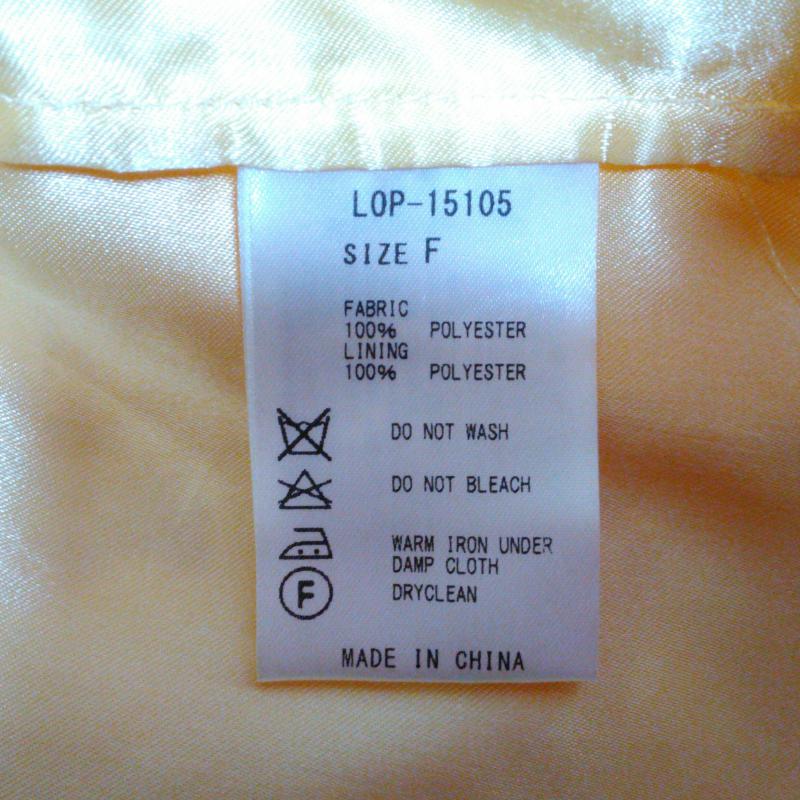 LOP-15105
SIZE F
FABRIC
100% POLYESTER
LINING
100% POLYESTER
DO NOT WASH
DO NOT BLEACH
WARM IRON UNDER
DAMP CLOTH
F DRYCLEAN
MADE IN CHINA